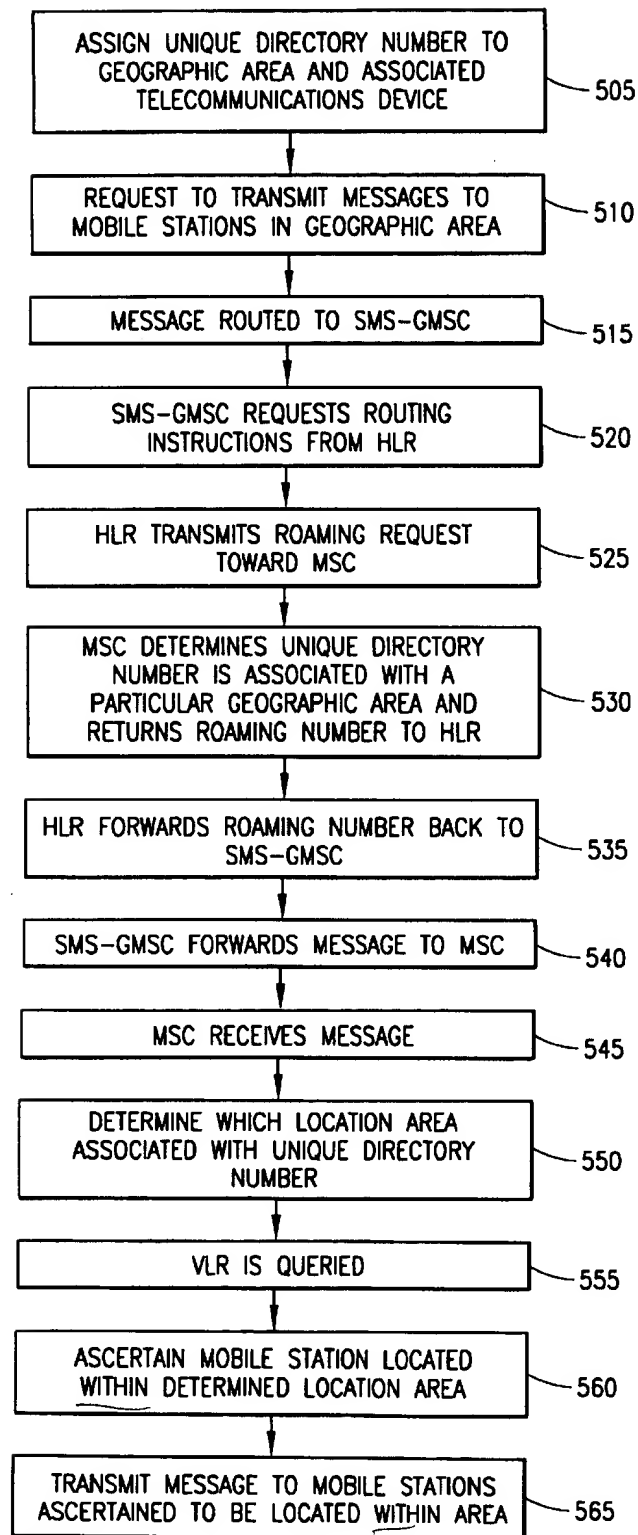 ASSIGN UNIQUE DIRECTORY NUMBER TO
GEOGRAPHIC AREA AND ASSOCIATED
TELECOMMUNICATIONS DEVICE
505
REQUEST TO TRANSMIT MESSAGES TO
MOBILE STATIONS IN GEOGRAPHIC AREA
510
MESSAGE ROUTED TO SMS-GMSC
515
SMS-GMSC REQUESTS ROUTING
INSTRUCTIONS FROM HLR
520
HLR TRANSMITS ROAMING REQUEST
TOWARD MSC
525
MSC DETERMINES UNIQUE DIRECTORY
NUMBER IS ASSOCIATED WITH A
PARTICULAR GEOGRAPHIC AREA AND
RETURNS ROAMING NUMBER TO HLR
530
HLR FORWARDS ROAMING NUMBER BACK TO
SMS-GMSC
535
SMS-GMSC FORWARDS MESSAGE TO MSC
540
MSC RECEIVES MESSAGE
545
DETERMINE WHICH LOCATION AREA
ASSOCIATED WITH UNIQUE DIRECTORY
NUMBER
550
VLR IS QUERIED
555
ASCERTAIN MOBILE STATION LOCATED
WITHIN DETERMINED LOCATION AREA
560
TRANSMIT MESSAGE TO MOBILE STATIONS
ASCERTAINED TO BE LOCATED WITHIN AREA
565